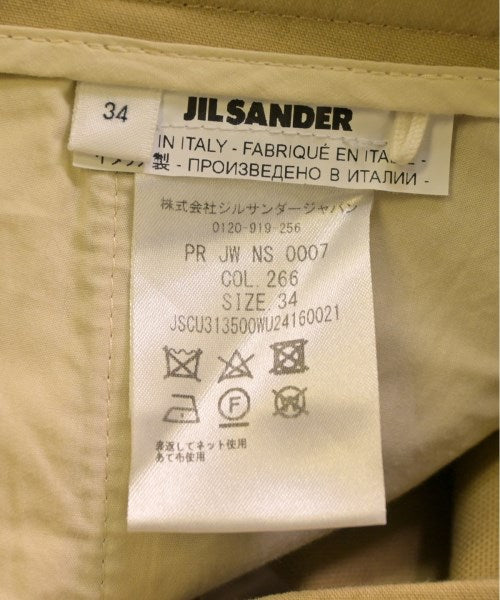 34
JIL SANDER
IN ITALY - FABRIQUÉ EN ITALIE -
製 - ПРОИЗВЕДЕНО В ИТАЛИИ -
株式会社ジルサンダージャパン
0120-919-256
PR JW NS 0007
COL. 266
SIZE. 34
JSCU313500WU24160021
F
W
裏返してネット使用
あて布使用